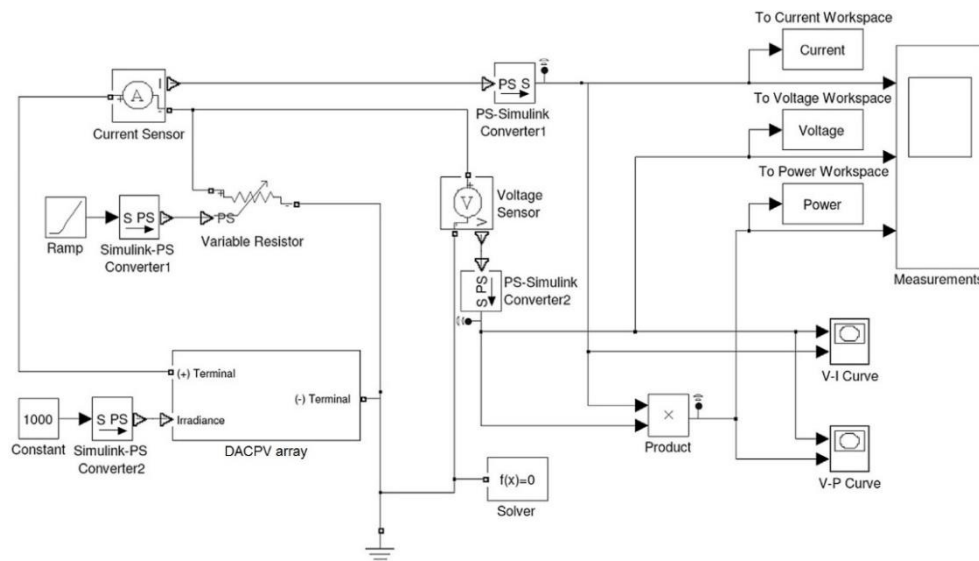 To Current Workspace
Current
I
A
+
-
Current Sensor
PS S
PS-Simulink
Converter1
To Voltage Workspace
Voltage
To Power Workspace
Power
Measurements
+
-
V
+
-
V
Voltage
Sensor
Ramp
S PS
Simulink-PS
Converter1
PS
Variable Resistor
S PS
PS-Simulink
Converter2
V-I Curve
(+) Terminal
(-) Terminal
Irradiance
DACPV array
1000
Constant
S PS
Simulink-PS
Converter2
×
Product
V-P Curve
f(x)=0
Solver